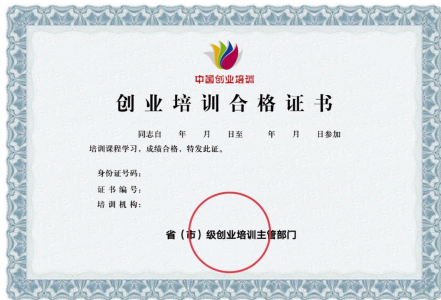 中国创业培训
创业培训合格证书
同志自 年 月 日至 年 月 日参加
培训课程学习，成绩合格，特发此证。
身份证号码：
证书编号：
培训机构：
省（市）级创业培训主管部门